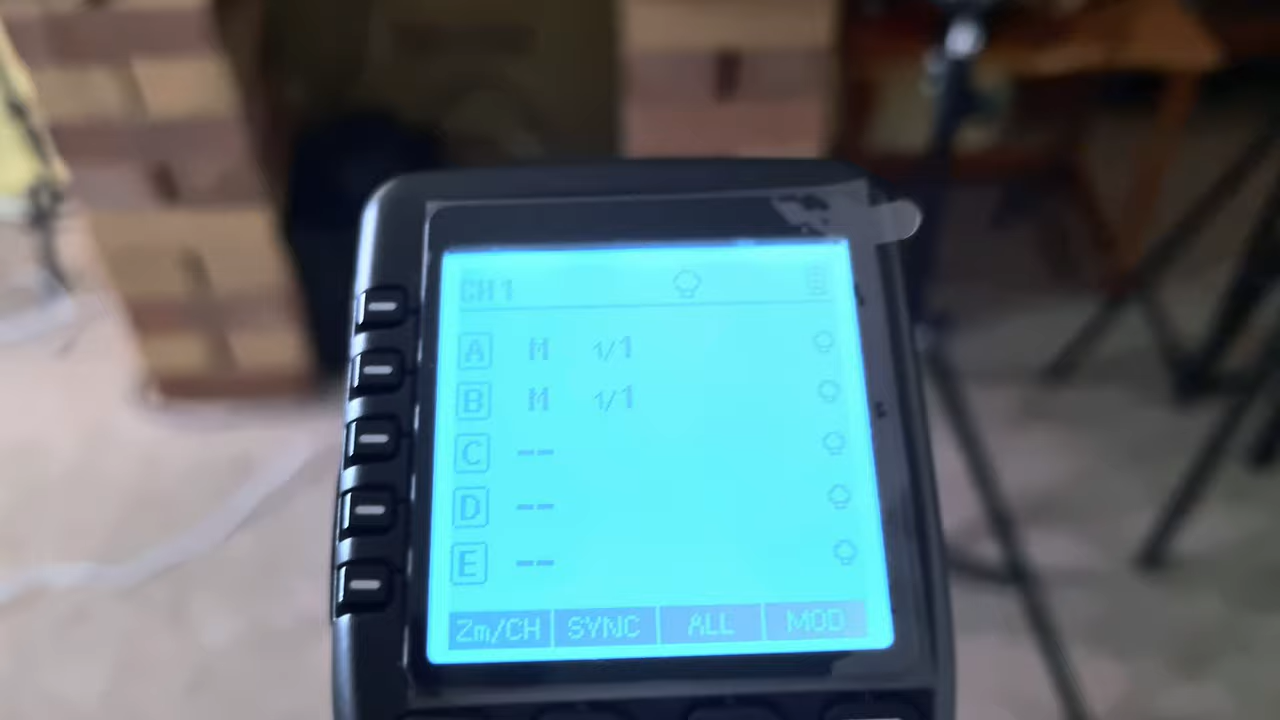 CH1
A M 1/1
B M 1/1
C --
D --
E --
Zm/CH SYNC ALL MOD